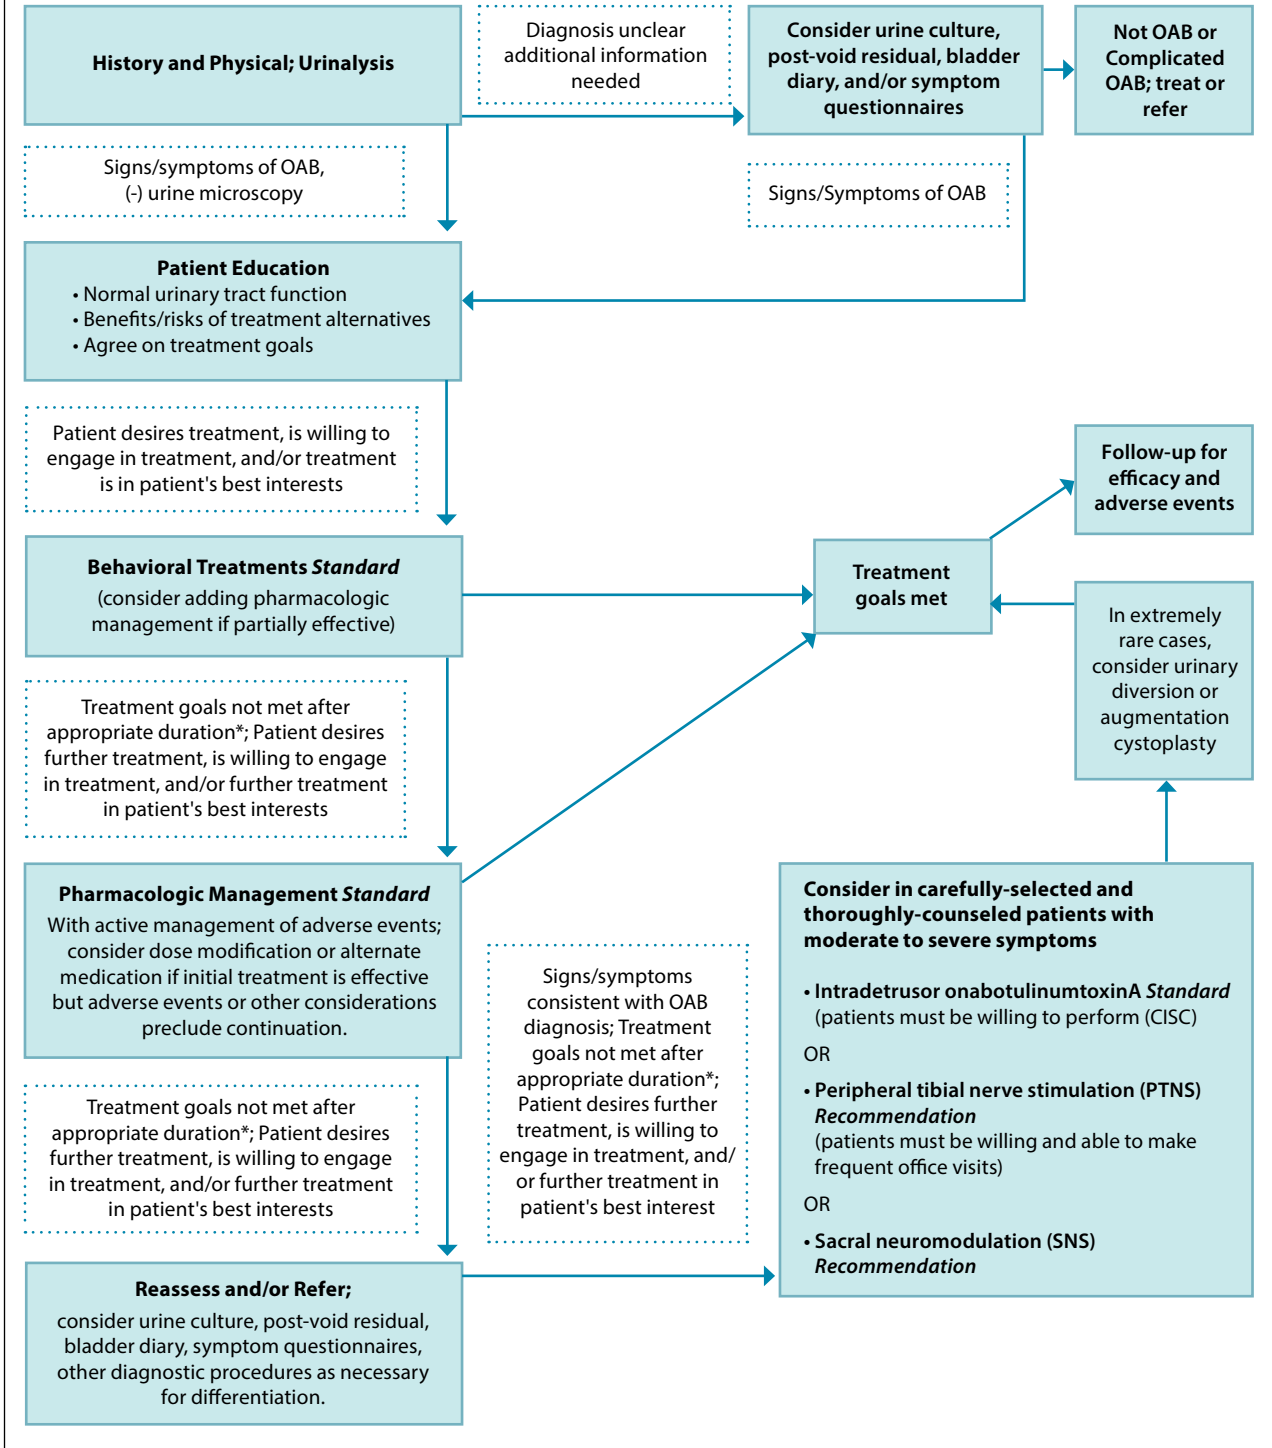 History and Physical; Urinalysis
Diagnosis unclear
additional information
needed
Consider urine culture,
post-void residual, bladder
diary, and/or symptom
questionnaires
Not OAB or
Complicated
OAB; treat or
refer
Signs/symptoms of OAB,
(-) urine microscopy
Signs/Symptoms of OAB
Patient Education
• Normal urinary tract function
• Benefits/risks of treatment alternatives
• Agree on treatment goals
Patient desires treatment, is willing to
engage in treatment, and/or treatment
is in patient's best interests
Behavioral Treatments Standard
(consider adding pharmacologic
management if partially effective)
Treatment
goals met
Follow-up for
efficacy and
adverse events
In extremely
rare cases,
consider urinary
diversion or
augmentation
cystoplasty
Treatment goals not met after
appropriate duration*; Patient desires
further treatment, is willing to engage
in treatment, and/or further treatment
in patient's best interests
Pharmacologic Management Standard
With active management of adverse events;
consider dose modification or alternate
medication if initial treatment is effective
but adverse events or other considerations
preclude continuation.
Treatment goals not met after
appropriate duration*; Patient desires
further treatment, is willing to engage
in treatment, and/or further treatment
in patient's best interests
Reassess and/or Refer;
consider urine culture, post-void residual,
bladder diary, symptom questionnaires,
other diagnostic procedures as necessary
for differentiation.
Signs/symptoms
consistent with OAB
diagnosis; Treatment
goals not met after
appropriate duration*;
Patient desires further
treatment, is willing to
engage in treatment, and/
or further treatment in
patient's best interest
Consider in carefully-selected and
thoroughly-counseled patients with
moderate to severe symptoms
• Intradetrusor onabotulinumtoxinA Standard
(patients must be willing to perform (CISC)
OR
• Peripheral tibial nerve stimulation (PTNS)
Recommendation
(patients must be willing and able to make
frequent office visits)
OR
• Sacral neuromodulation (SNS)
Recommendation